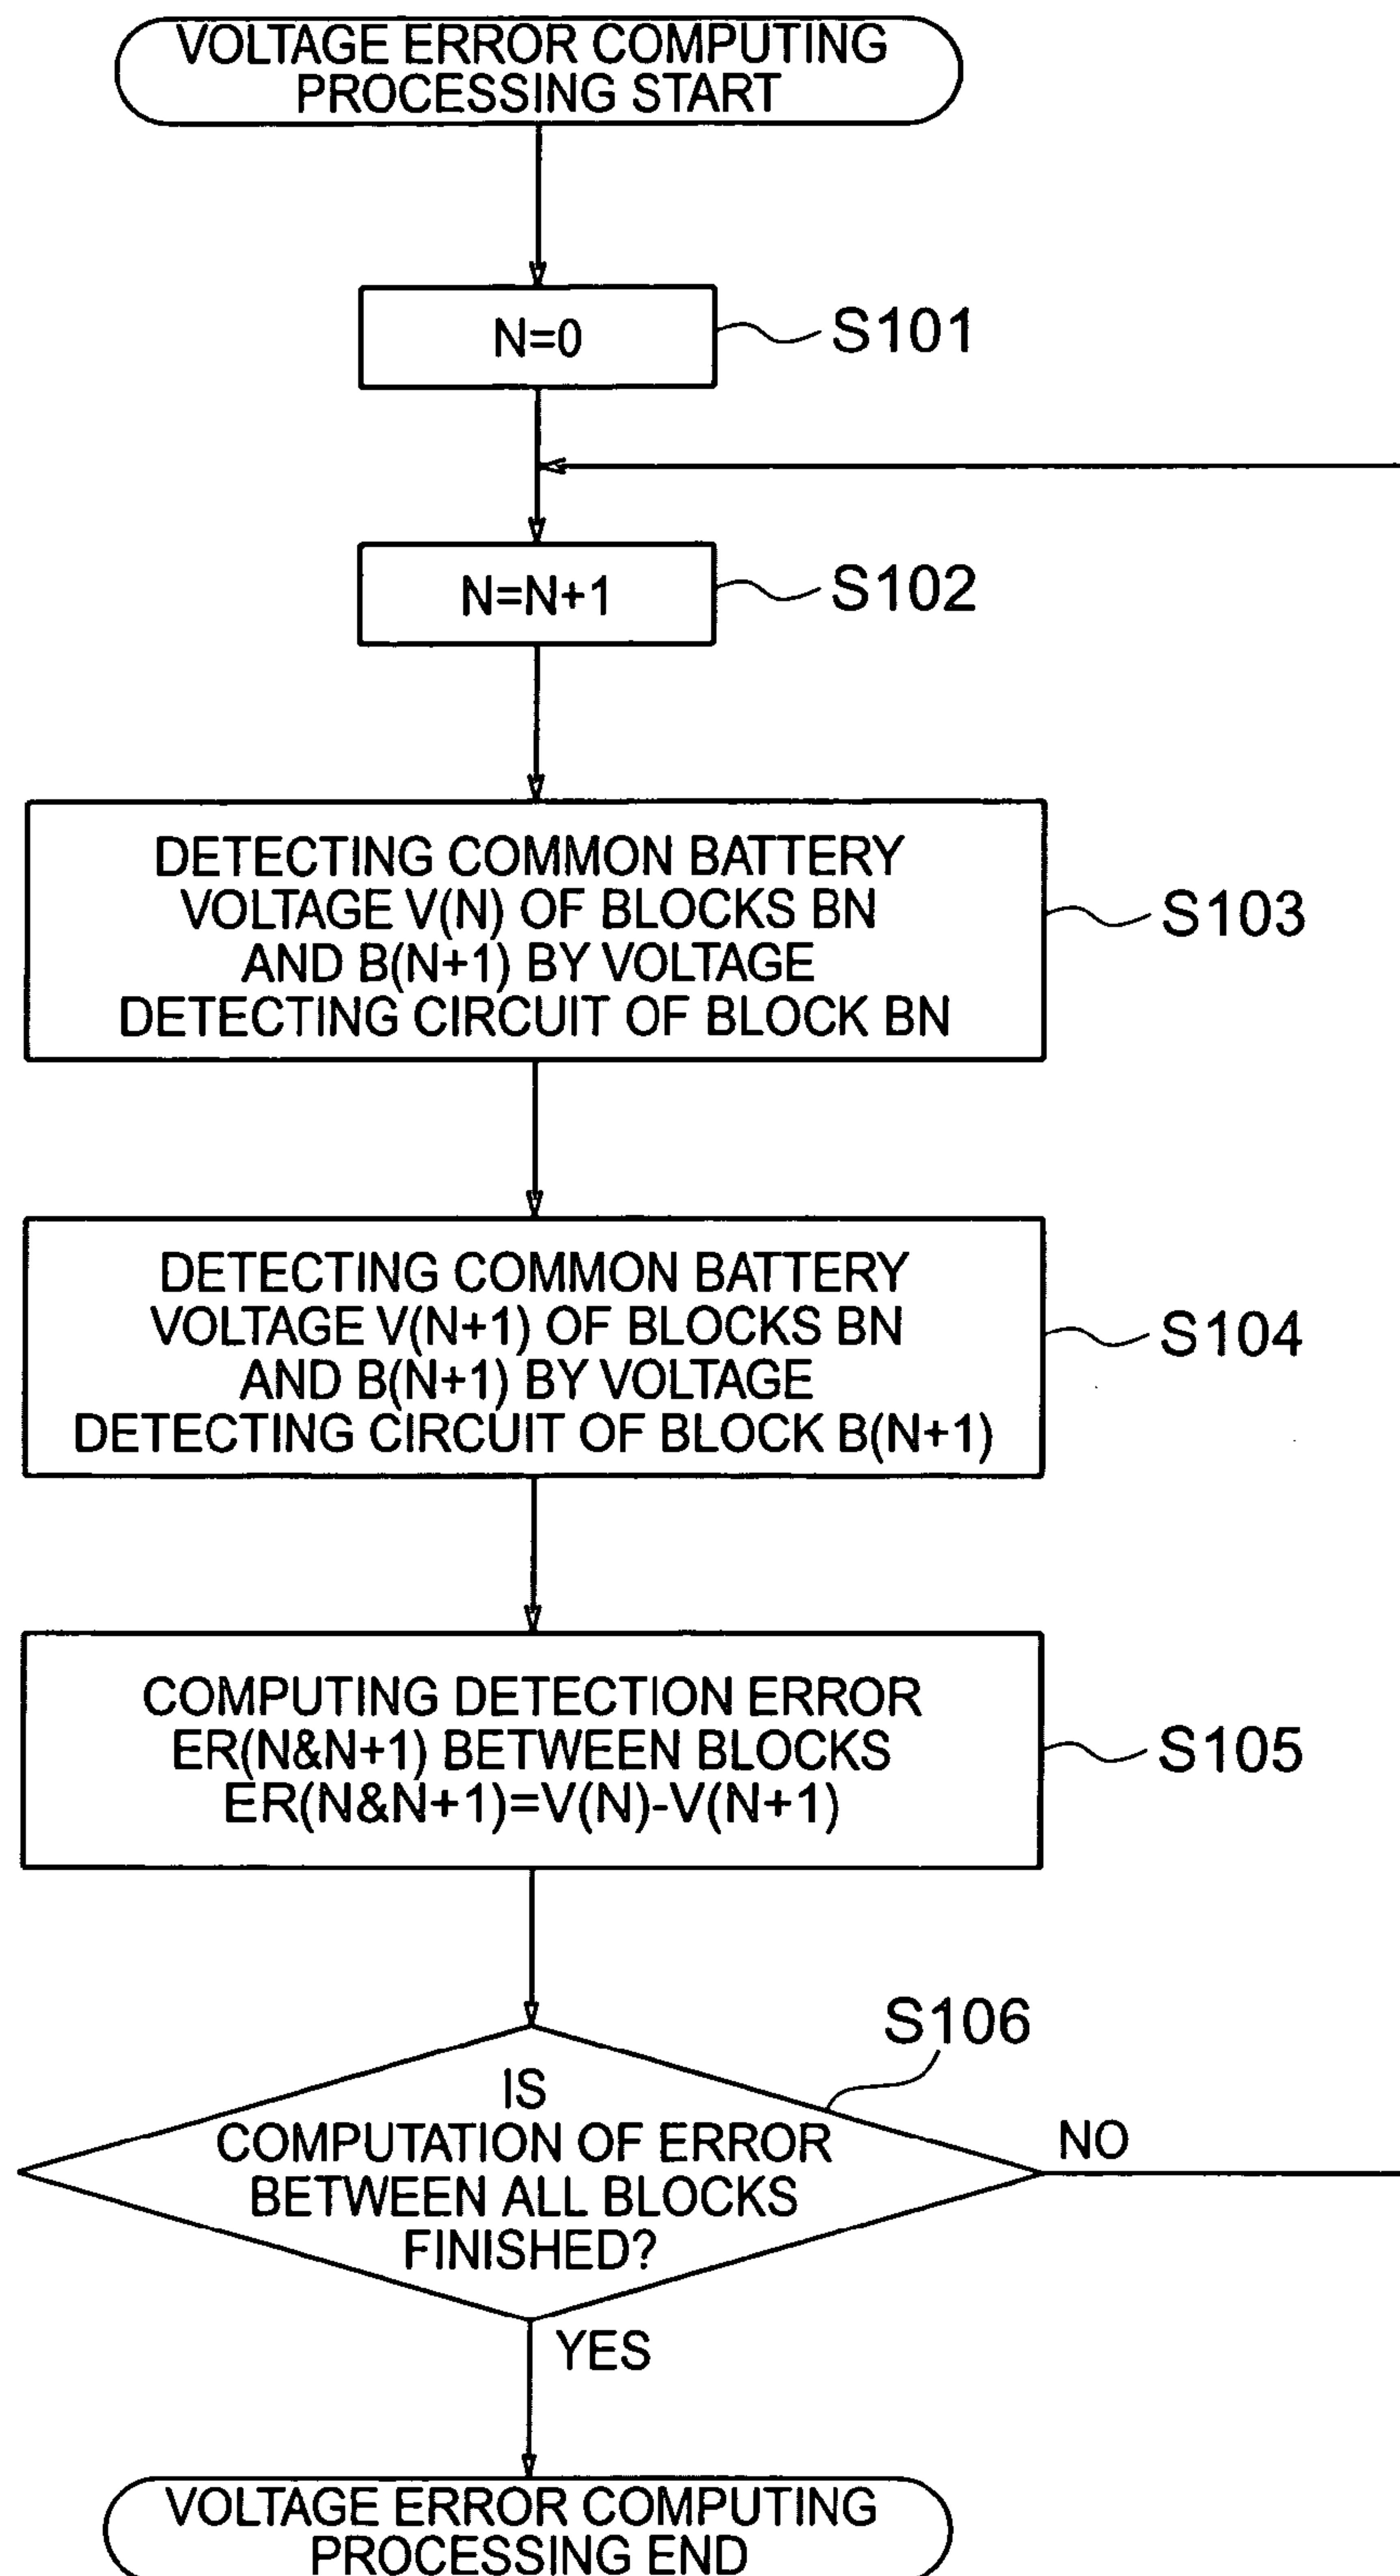 VOLTAGE ERROR COMPUTING
PROCESSING START
N=0
S101
N=N+1
S102
DETECTING COMMON BATTERY
VOLTAGE V(N) OF BLOCKS BN
AND B(N+1) BY VOLTAGE
DETECTING CIRCUIT OF BLOCK BN
S103
DETECTING COMMON BATTERY
VOLTAGE V(N+1) OF BLOCKS BN
AND B(N+1) BY VOLTAGE
DETECTING CIRCUIT OF BLOCK B(N+1)
S104
COMPUTING DETECTION ERROR
ER(N&N+1) BETWEEN BLOCKS
ER(N&N+1)=V(N)-V(N+1)
S105
S106
IS
COMPUTATION OF ERROR
BETWEEN ALL BLOCKS
FINISHED?
NO
YES
VOLTAGE ERROR COMPUTING
PROCESSING END